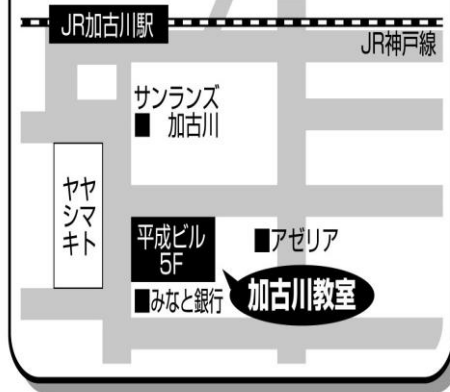 JR加古川駅
JR神戸線
サンランズ
■ 加古川
ヤマト
ヤシキ
平成ビル
5F
■アゼリア
■みなと銀行
加古川教室